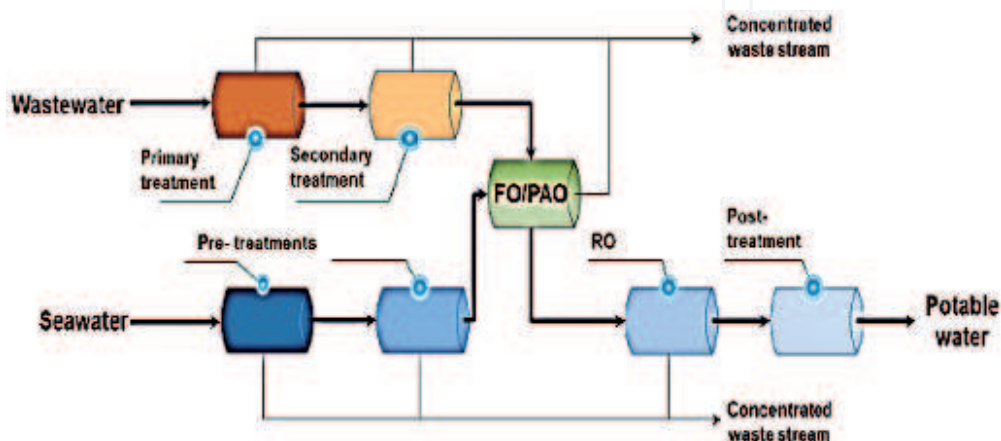 Concentrated
waste stream
Wastewater
Primary
treatment
Secondary
treatment
FO/PAO
Pre- treatments
RO
Post-
treatment
Seawater
Potable
water
Concentrated
waste stream